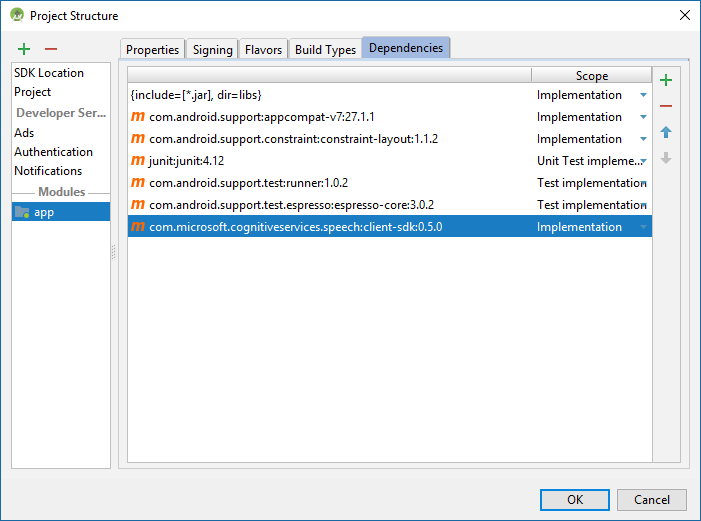 Project Structure
Properties Signing Flavors Build Types Dependencies
SDK Location
Project
Developer Ser...
Ads
Authentication
Notifications
Modules
app
Scope
{include=[*.jar], dir=libs} Implementation
m com.android.support:appcompat-v7:27.1.1 Implementation
m com.android.support.constraint:constraint-layout:1.1.2 Implementation
m junit:junit:4.12 Unit Test impleme...
m com.android.support.test:runner:1.0.2 Test implementation
m com.android.support.test.espresso:espresso-core:3.0.2 Test implementation
m com.microsoft.cognitiveservices.speech:client-sdk:0.5.0 Implementation
OK Cancel